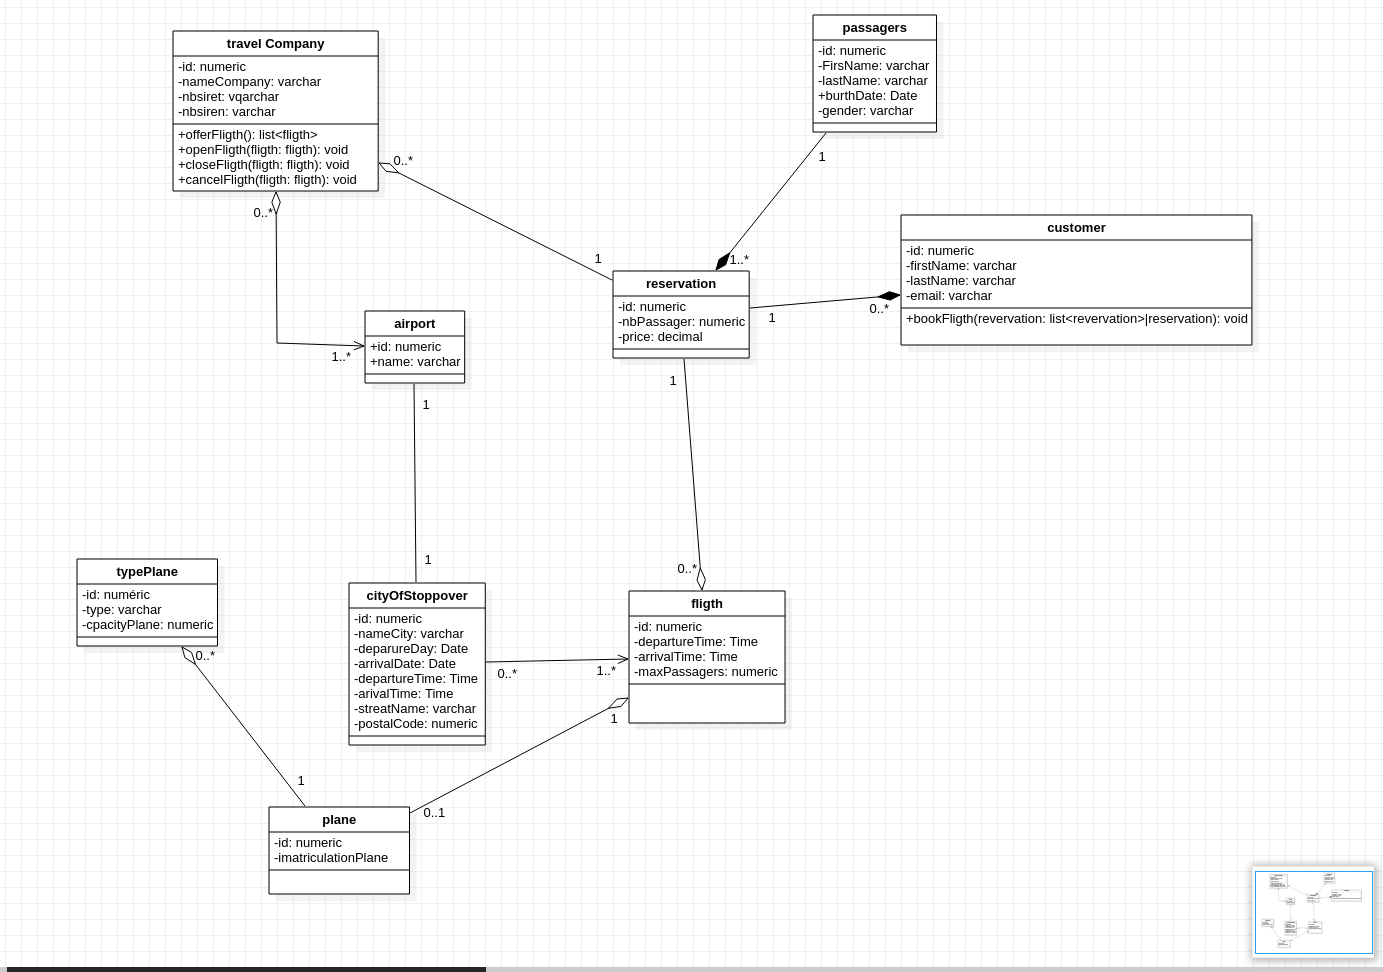 travel Company
-id: numeric
-nameCompany: varchar
-nbsiret: vqarchar
-nbsiren: varchar
+offerFligth(): list<fligth>
+openFligth(fligth: fligth): void
+closeFligth(fligth: fligth): void
+cancelFligth(fligth: fligth): void
0..*
0..*
1
passagers
-id: numeric
-FirsName: varchar
-lastName: varchar
+burthDate: Date
-gender: varchar
1
1..*
customer
-id: numeric
-firstName: varchar
-lastName: varchar
-email: varchar
+bookFligth(revervation: list<revervation>|reservation): void
0..*
1
reservation
-id: numeric
-nbPassager: numeric
-price: decimal
1
airport
+id: numeric
+name: varchar
1..*
1
1
0..*
typePlane
-id: numéric
-type: varchar
-cpacityPlane: numeric
0..*
cityOfStoppover
-id: numeric
-nameCity: varchar
-deparureDay: Date
-arrivalDate: Date
-departureTime: Time
-arivalTime: Time
-streatName: varchar
-postalCode: numeric
0..*
1..*
fligth
-id: numeric
-departureTime: Time
-arrivalTime: Time
-maxPassagers: numeric
1
1
0..1
plane
-id: numeric
-imatriculationPlane